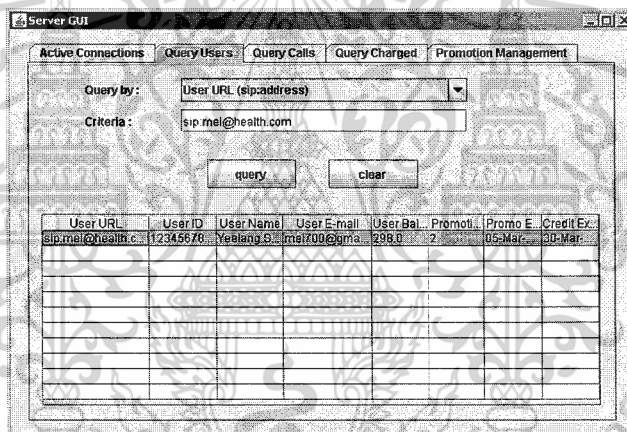 Server GUI
Active Connections Query Users Query Calls Query Charged Promotion Management
Query by : User URL (sip:address)
Criteria : sip:mel@health.com
query clear
User URL User ID User Name User E-mail User Bal... Promoti... Promo E... Credit Ex...
sip:mel@health.c... 12345678... Yeelang.S... mel700@gma... 298.0 2 05-Mar-... 30-Mar-...